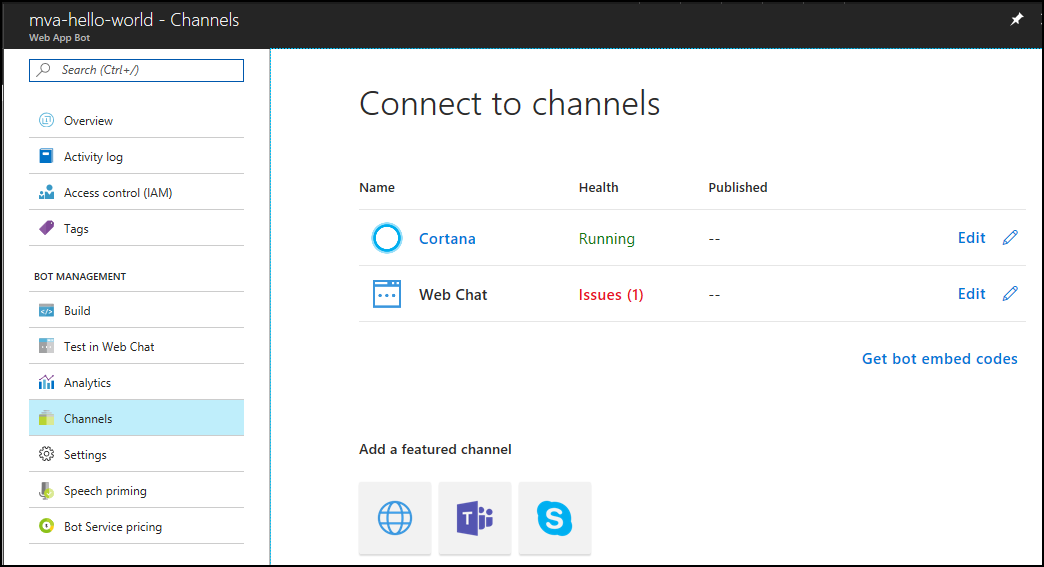 mva-hello-world - Channels
Web App Bot
Search (Ctrl+/)
Overview
Activity log
Access control (IAM)
Tags
BOT MANAGEMENT
Build
Test in Web Chat
Analytics
Channels
Settings
Speech priming
Bot Service pricing
Connect to channels
Name Health Published
Cortana Running -- Edit
Web Chat Issues (1) -- Edit
Get bot embed codes
Add a featured channel
T
S